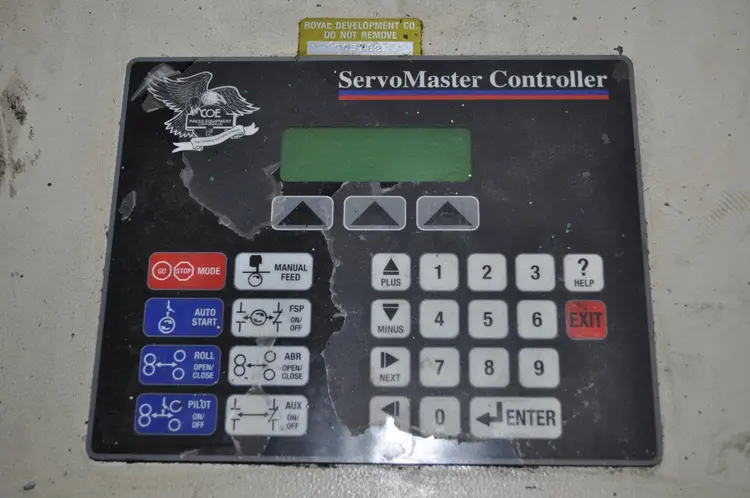 ROYAL DEVELOPMENT CO.
DO NOT REMOVE
ServoMaster Controller
COE
PRESS EQUIPMENT
GO STOP MODE
MANUAL
FEED
PLUS
1
2
3
?
HELP
AUTO
START
FSP
ON/
OFF
MINUS
4
5
6
EXIT
ROLL
OPEN/
CLOSE
ABR
OPEN/
CLOSE
NEXT
7
8
9
PILOT
ON/
OFF
AUX
ON/
OFF
0
ENTER